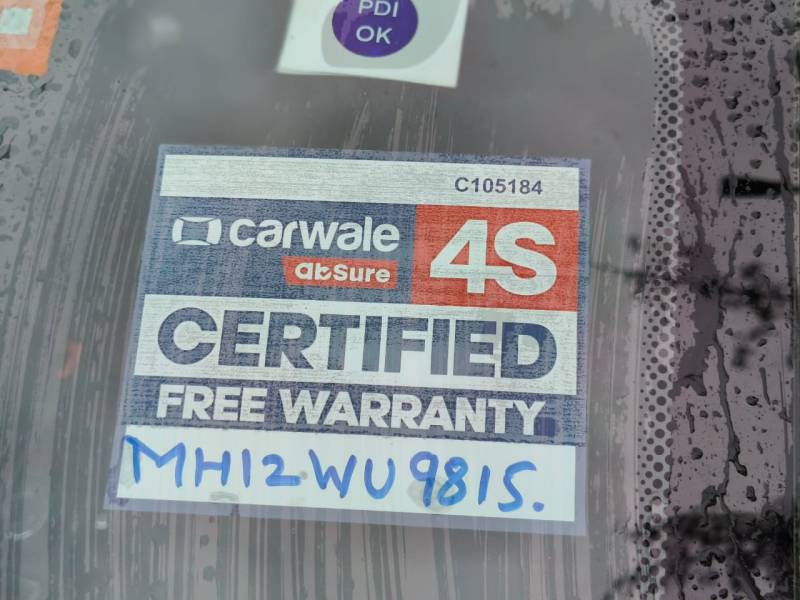 PDI
OK
C105184
carwale
abSure
4S
CERTIFIED
FREE WARRANTY
MH12WU9815.